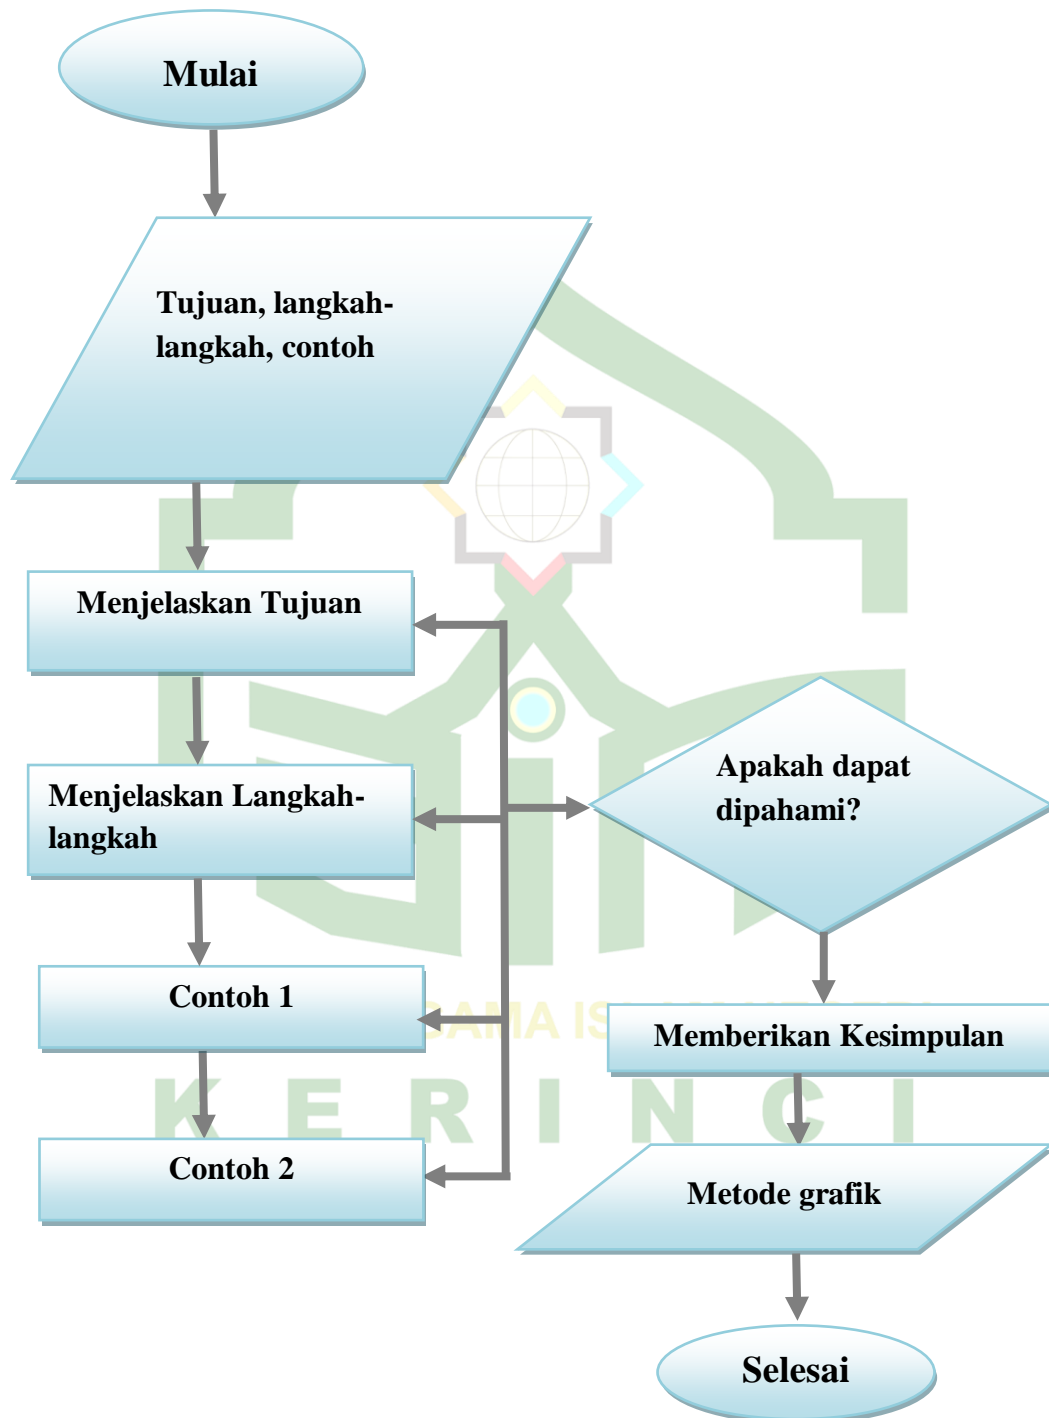 Mulai
Tujuan, langkah-
langkah, contoh
Menjelaskan Tujuan
Menjelaskan Langkah-
langkah
Contoh 1
Contoh 2
Apakah dapat
dipahami?
Memberikan Kesimpulan
Metode grafik
Selesai
KERINCI